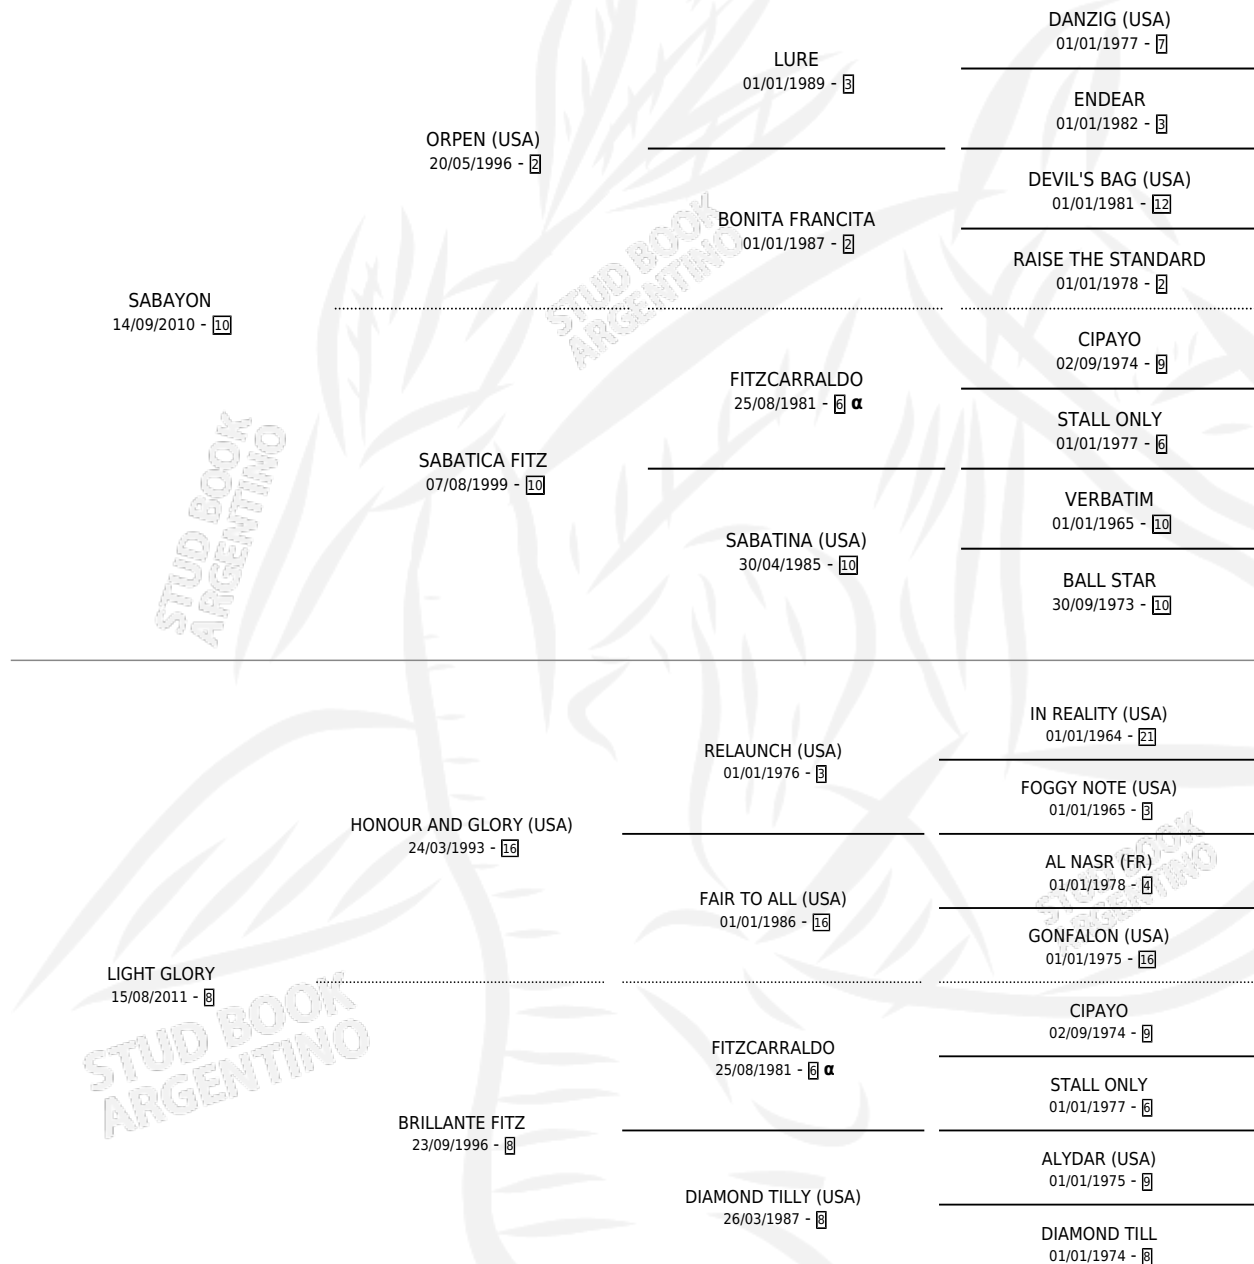 DANZIG (USA)
01/01/1977 - 7
LURE
01/01/1989 - 3
ENDEAR
01/01/1982 - 3
ORPEN (USA)
20/05/1996 - 2
DEVIL'S BAG (USA)
01/01/1981 - 12
BONITA FRANCITA
01/01/1987 - 2
RAISE THE STANDARD
01/01/1978 - 2
SABAYON
14/09/2010 - 10
CIPAYO
02/09/1974 - 9
FITZCARRALDO
25/08/1981 - 6 α
STALL ONLY
01/01/1977 - 6
SABATICA FITZ
07/08/1999 - 10
VERBATIM
01/01/1965 - 10
SABATINA (USA)
30/04/1985 - 10
BALL STAR
30/09/1973 - 10
STUD BOOK
ARGENTINO
STUD BOOK
ARGENTINO
IN REALITY (USA)
01/01/1964 - 21
RELAUNCH (USA)
01/01/1976 - 3
FOGGY NOTE (USA)
01/01/1965 - 3
HONOUR AND GLORY (USA)
24/03/1993 - 16
AL NASR (FR)
01/01/1978 - 4
FAIR TO ALL (USA)
01/01/1986 - 16
GONFALON (USA)
01/01/1975 - 16
STUD BOOK
ARGENTINO
LIGHT GLORY
15/08/2011 - 8
CIPAYO
02/09/1974 - 9
FITZCARRALDO
25/08/1981 - 6 α
STALL ONLY
01/01/1977 - 6
STUD BOOK
ARGENTINO
BRILLANTE FITZ
23/09/1996 - 8
ALYDAR (USA)
01/01/1975 - 9
DIAMOND TILLY (USA)
26/03/1987 - 8
DIAMOND TILL
01/01/1974 - 8